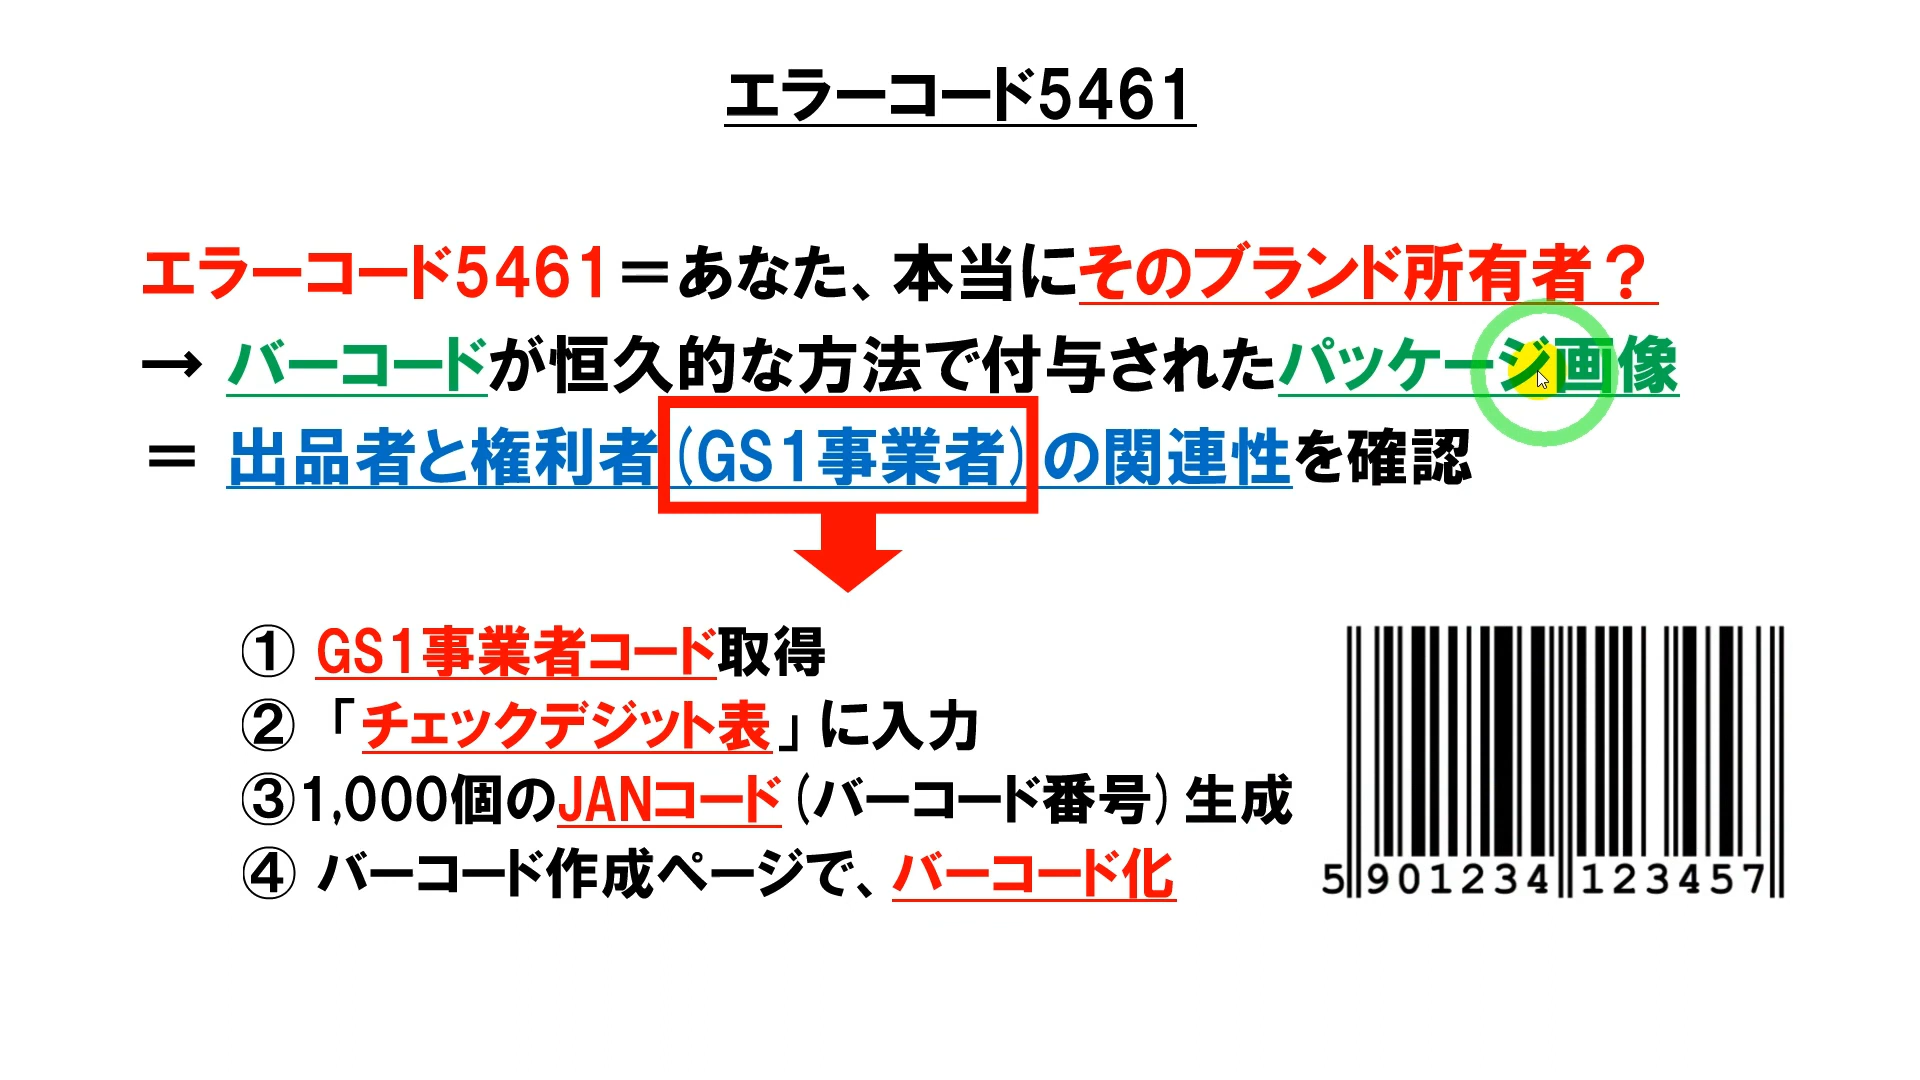 エラーコード5461
エラーコード5461＝あなた、本当にそのブランド所有者？
→ バーコードが恒久的な方法で付与されたパッケージ画像
＝ 出品者と権利者(GS1事業者)の関連性を確認
① GS1事業者コード取得
② 「チェックデジット表」に入力
③1,000個のJANコード(バーコード番号)生成
④ バーコード作成ページで、バーコード化
5 901234 123457